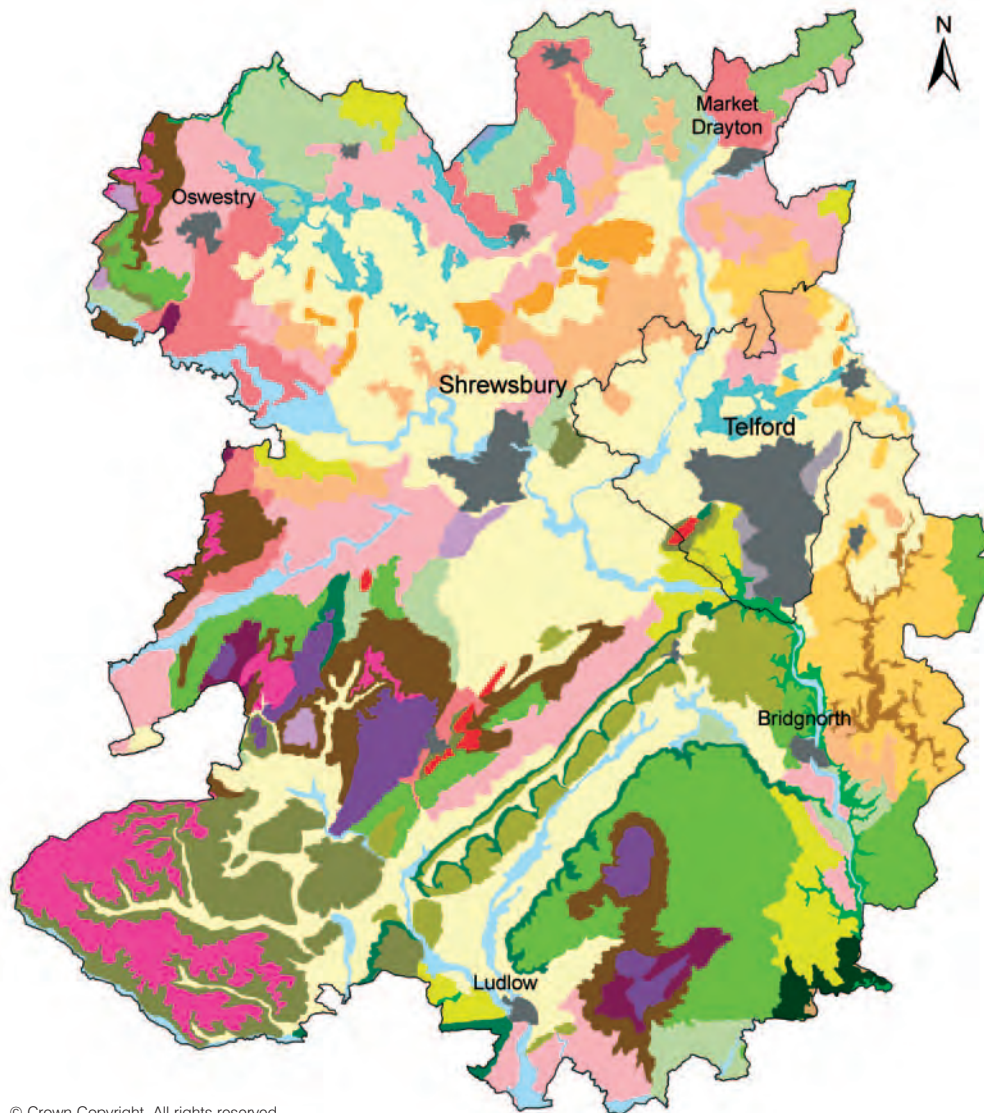 N
Market
Drayton
Oswestry
Shrewsbury
Telford
Bridgnorth
Ludlow
© Crown Copyright. All rights reserved